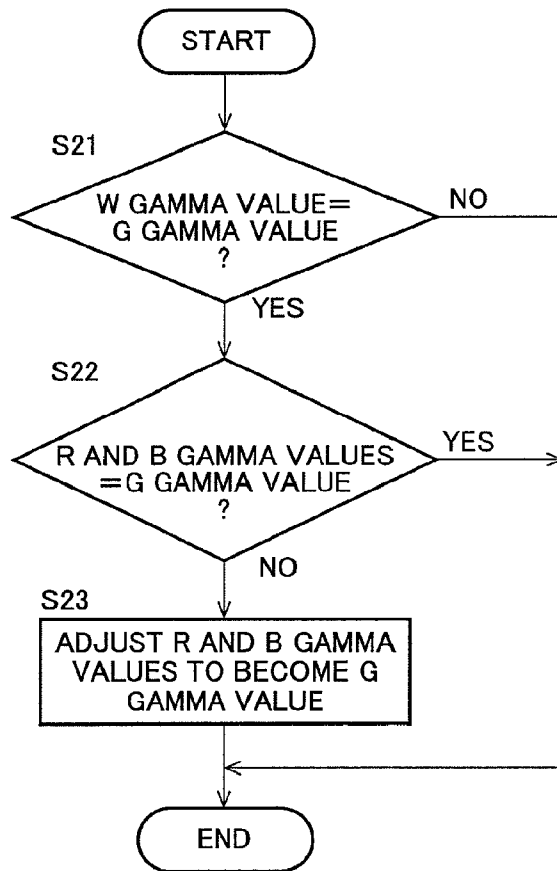 START
S21
W GAMMA VALUE=
G GAMMA VALUE
?
NO
YES
S22
R AND B GAMMA VALUES
=G GAMMA VALUE
?
YES
NO
S23
ADJUST R AND B GAMMA
VALUES TO BECOME G
GAMMA VALUE
END